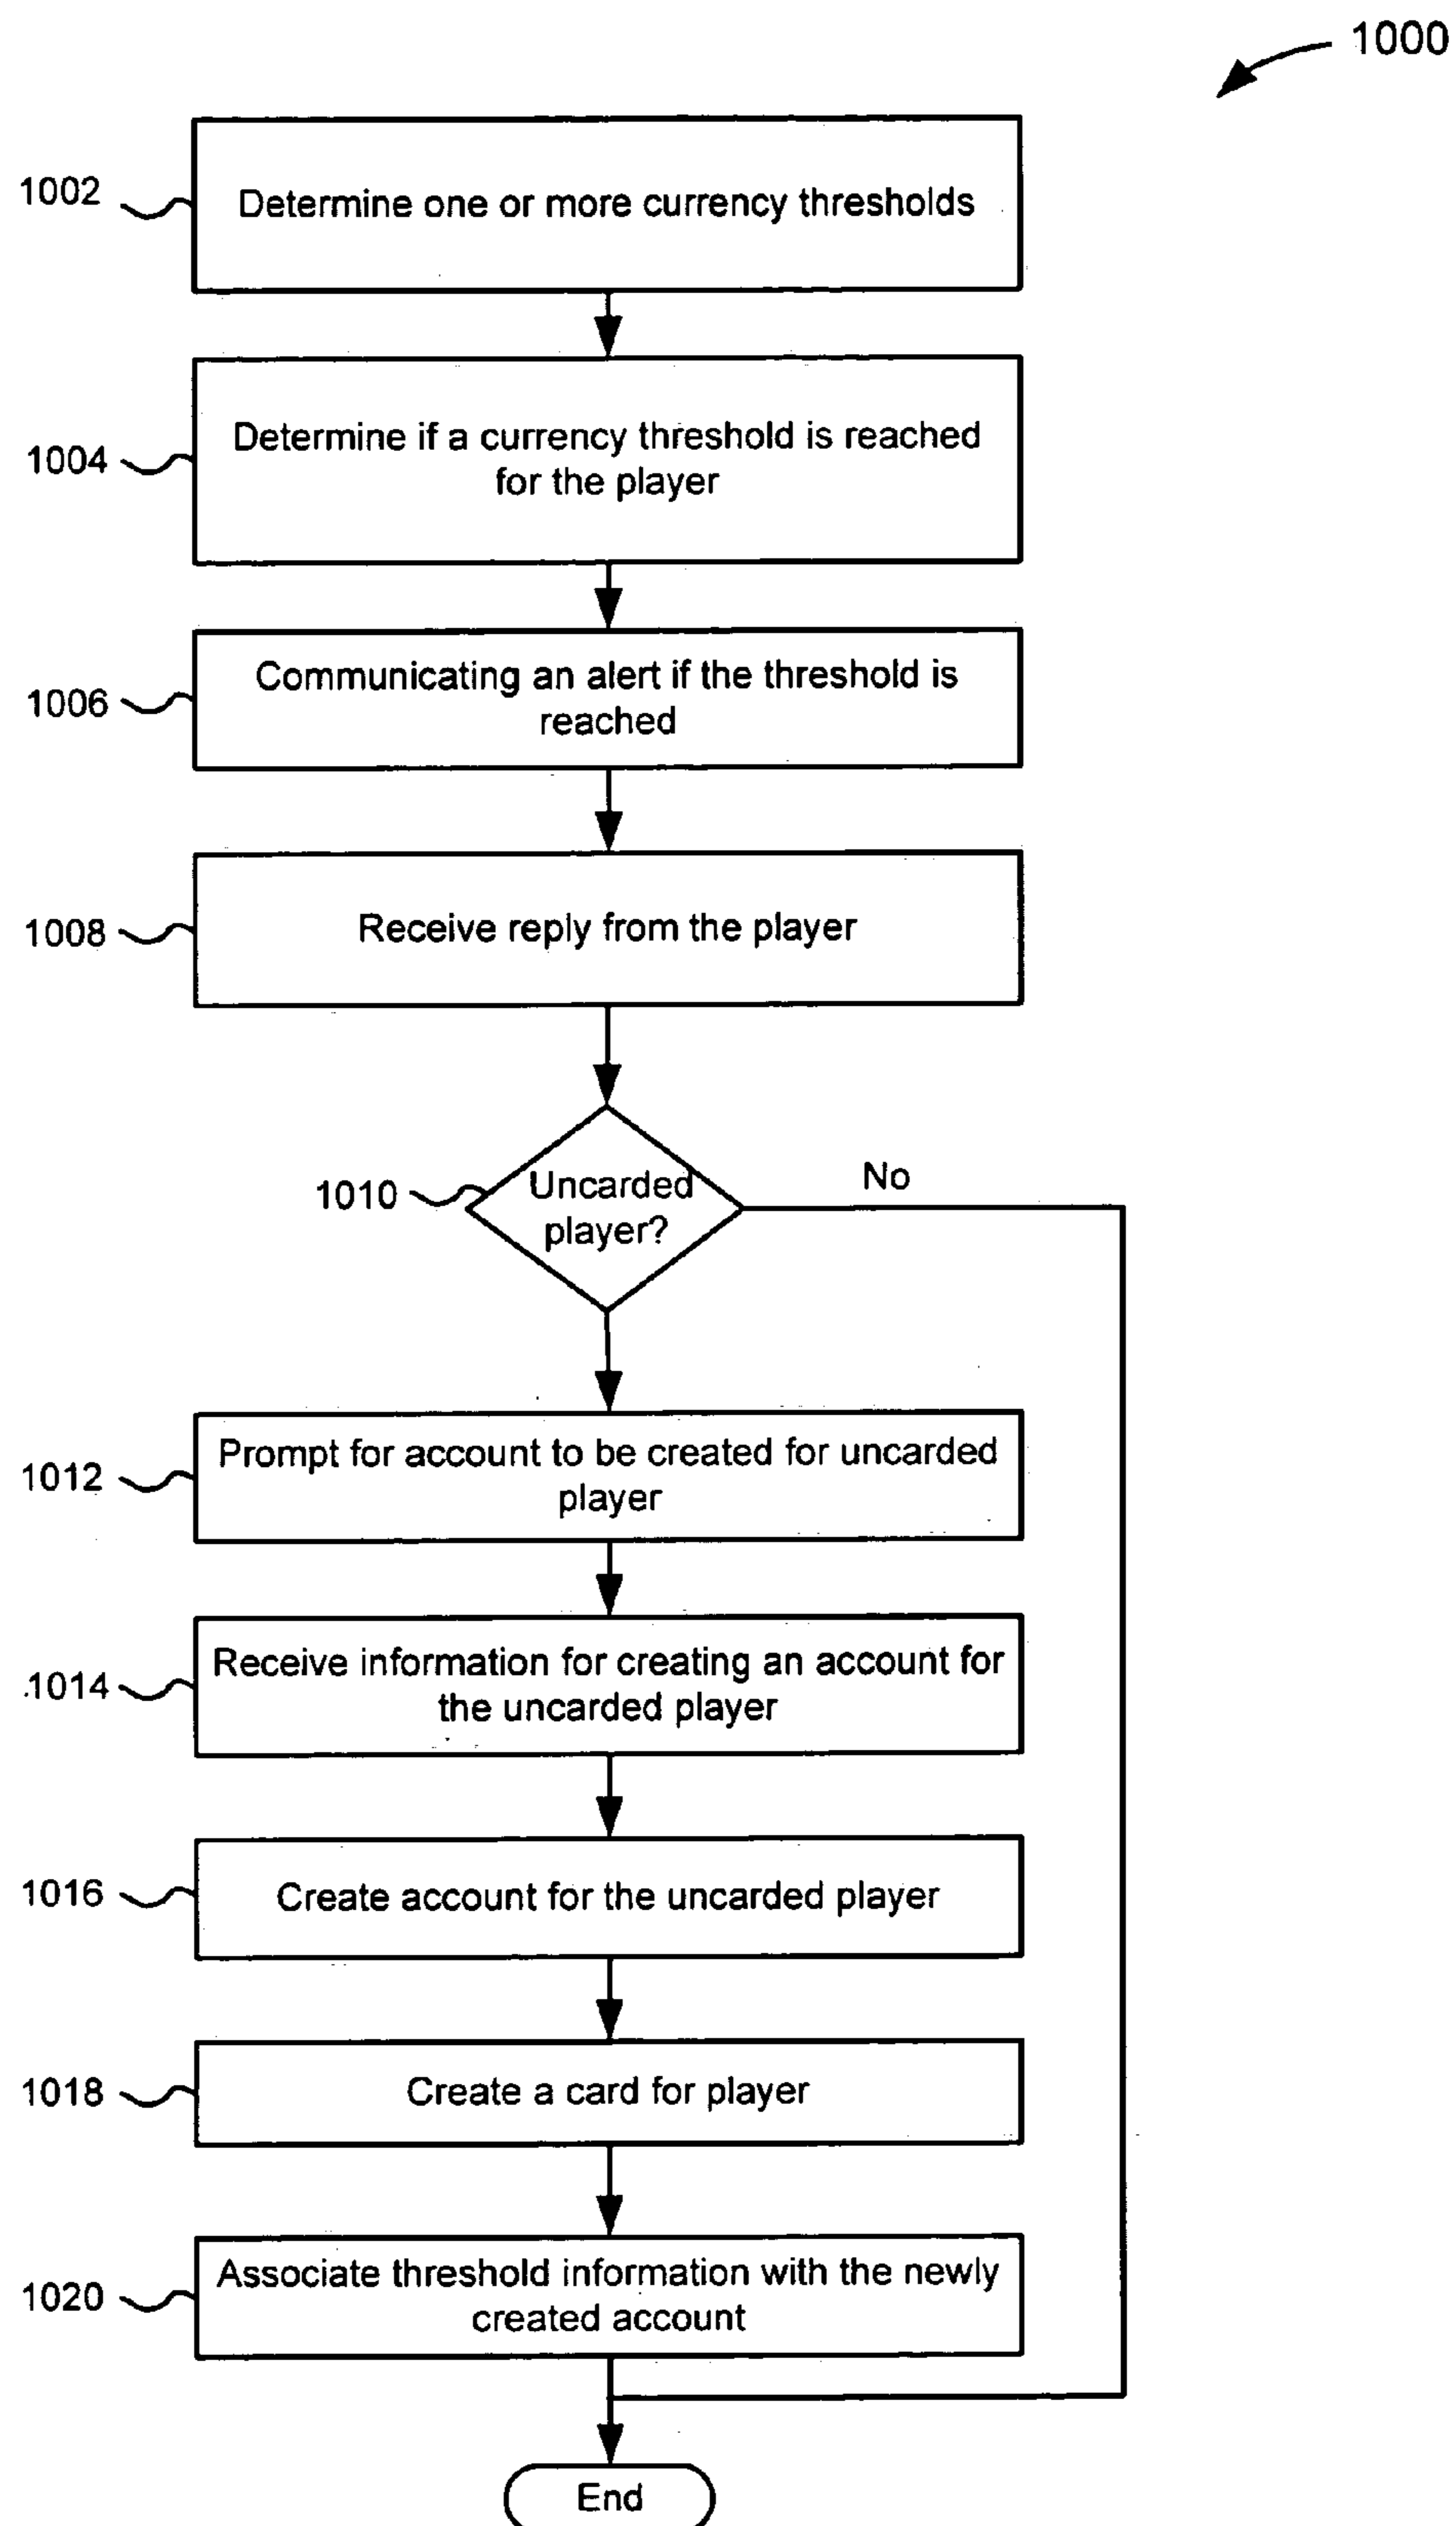 1000
1002
Determine one or more currency thresholds
1004
Determine if a currency threshold is reached
for the player
1006
Communicating an alert if the threshold is
reached
1008
Receive reply from the player
1010
Uncarded
player?
No
1012
Prompt for account to be created for uncarded
player
1014
Receive information for creating an account for
the uncarded player
1016
Create account for the uncarded player
1018
Create a card for player
1020
Associate threshold information with the newly
created account
End